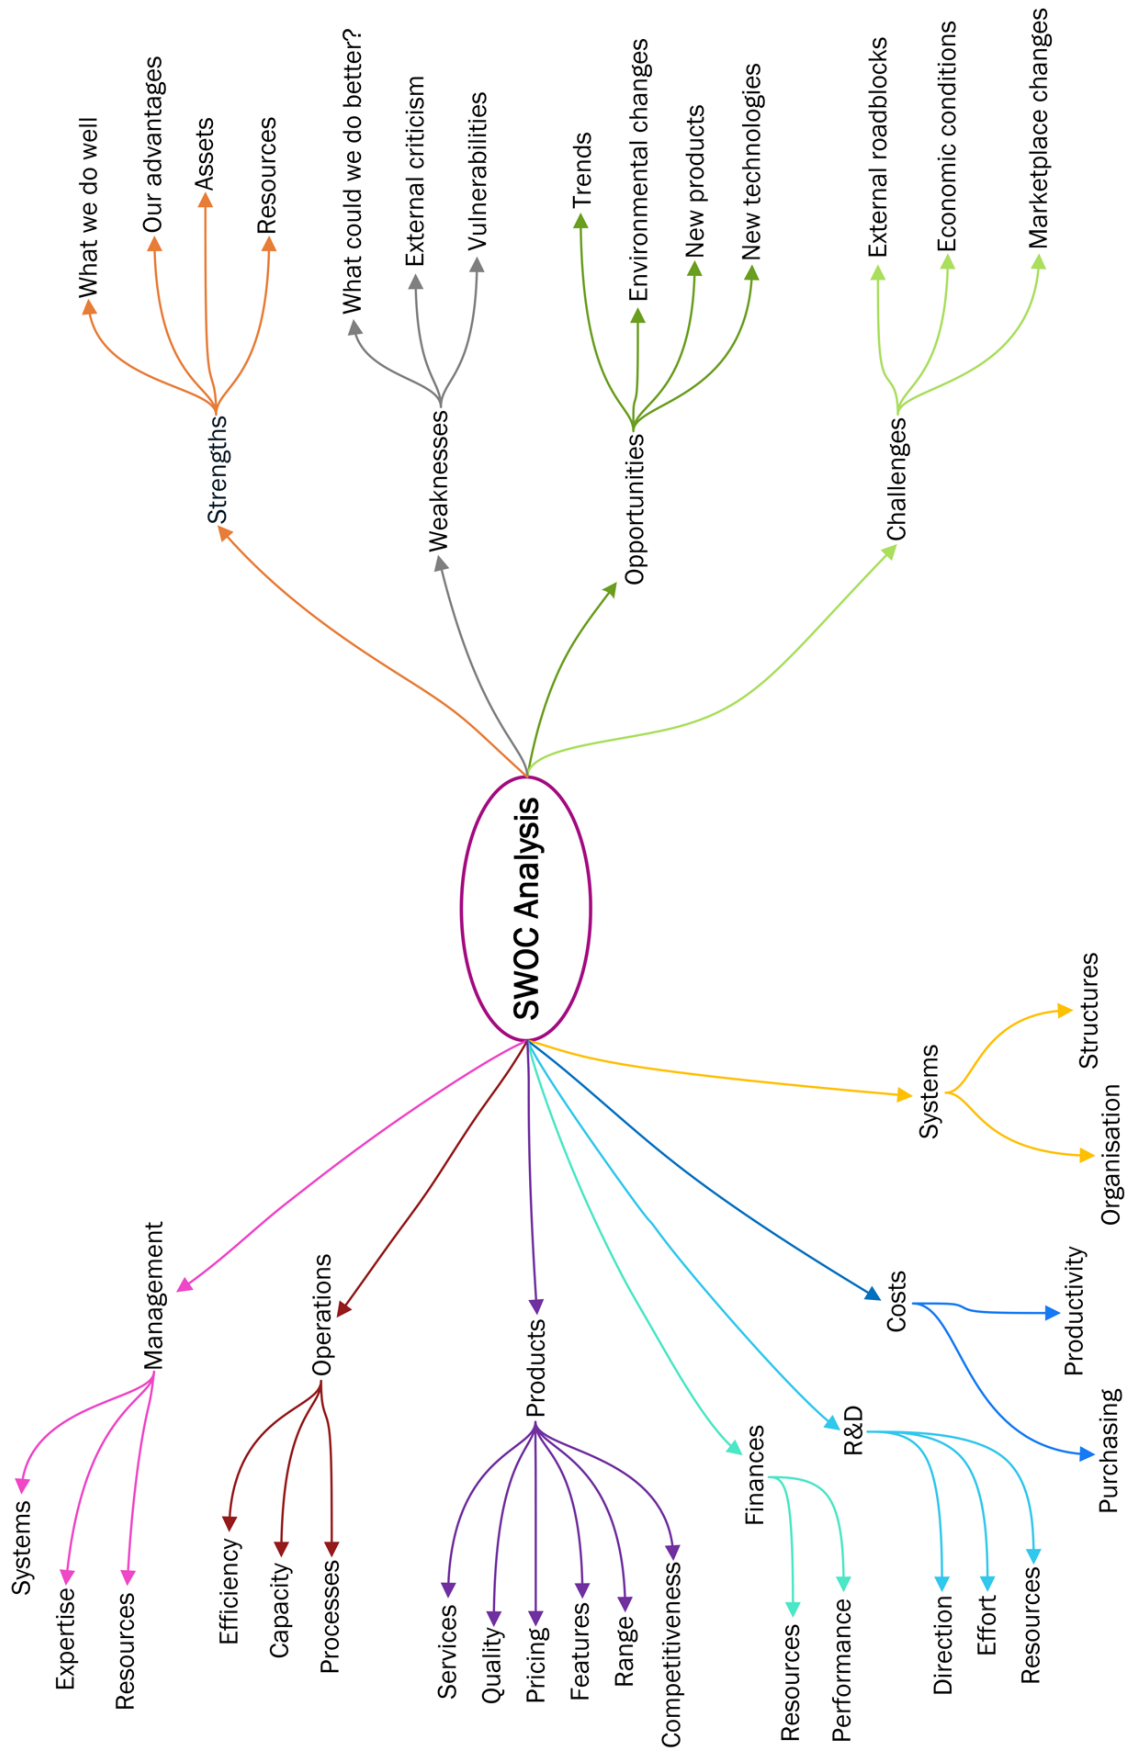 SWOC Analysis
Strengths
What we do well
Our advantages
Assets
Resources
Weaknesses
What could we do better?
External criticism
Vulnerabilities
Opportunities
Trends
Environmental changes
New products
New technologies
Challenges
External roadblocks
Economic conditions
Marketplace changes
Management
Systems
Expertise
Resources
Operations
Efficiency
Capacity
Processes
Products
Services
Quality
Pricing
Features
Range
Competitiveness
Finances
Resources
Performance
R&D
Direction
Effort
Resources
Costs
Purchasing
Productivity
Systems
Organisation
Structures